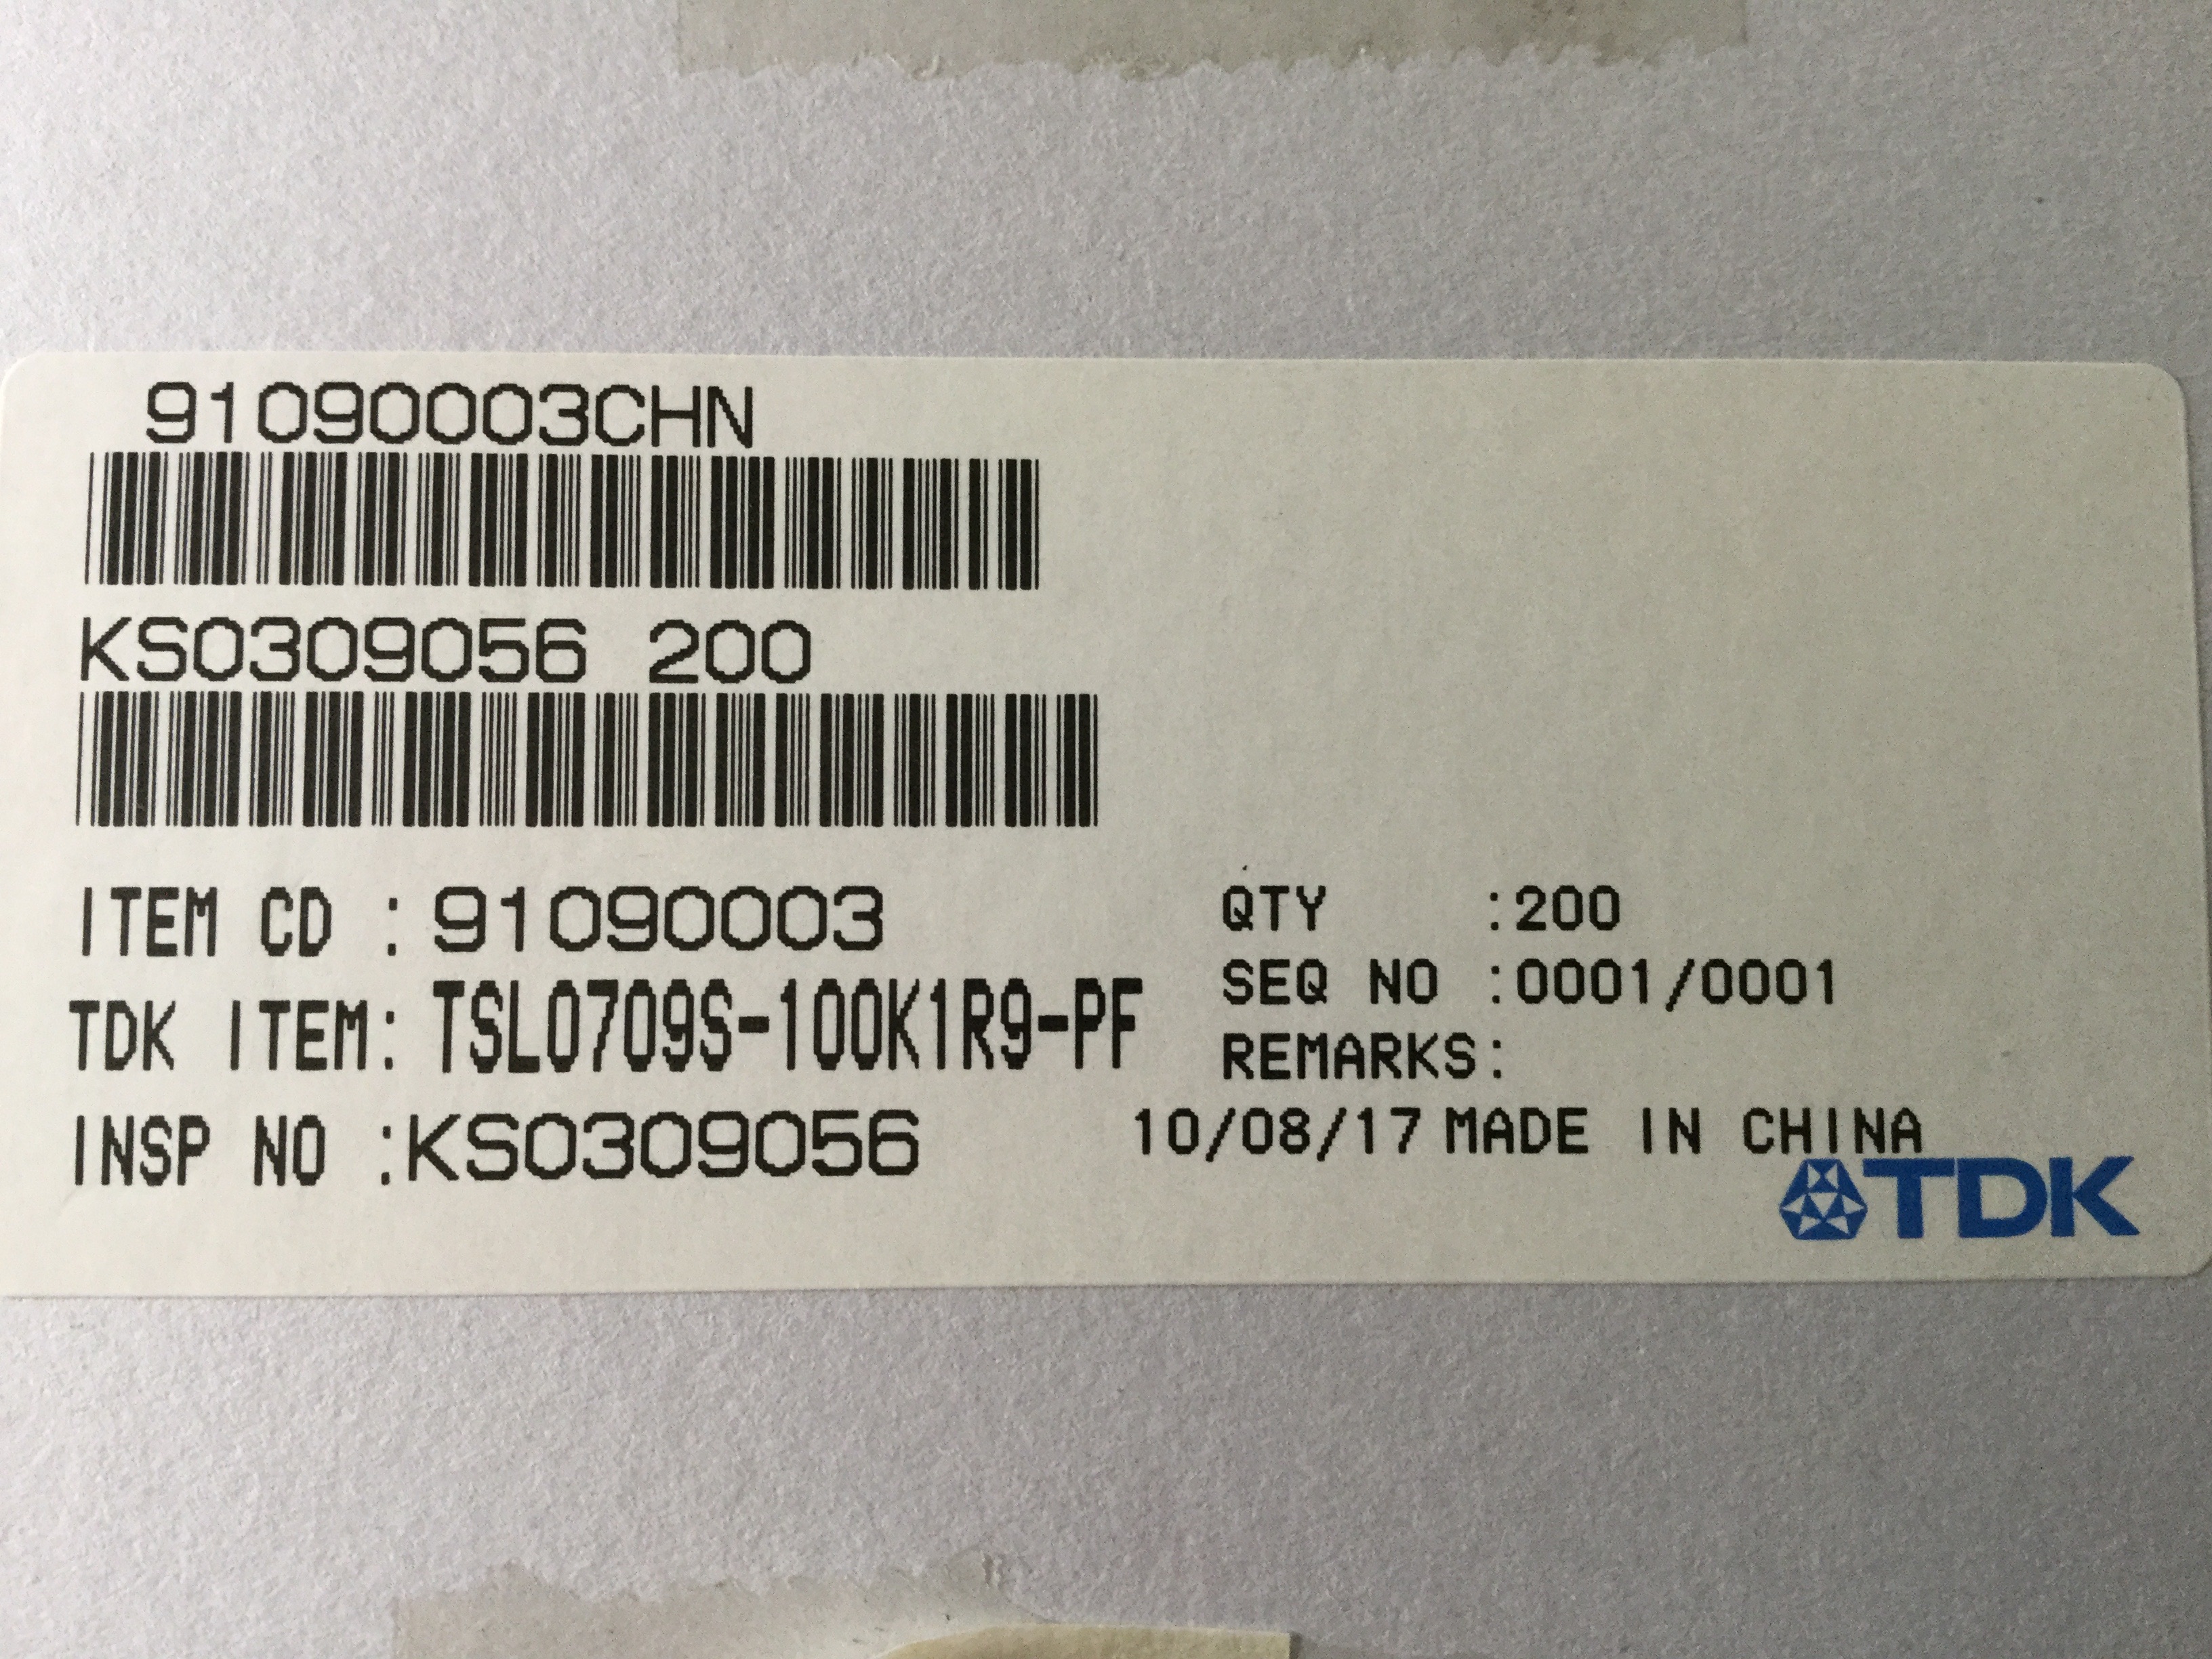 91090003CHN
KS0309056 200
ITEM CD : 91090003
TDK ITEM: TSL0709S-100K1R9-PF
INSP NO :KS0309056
QTY :200
SEQ NO :0001/0001
REMARKS:
10/08/17 MADE IN CHINA
TDK